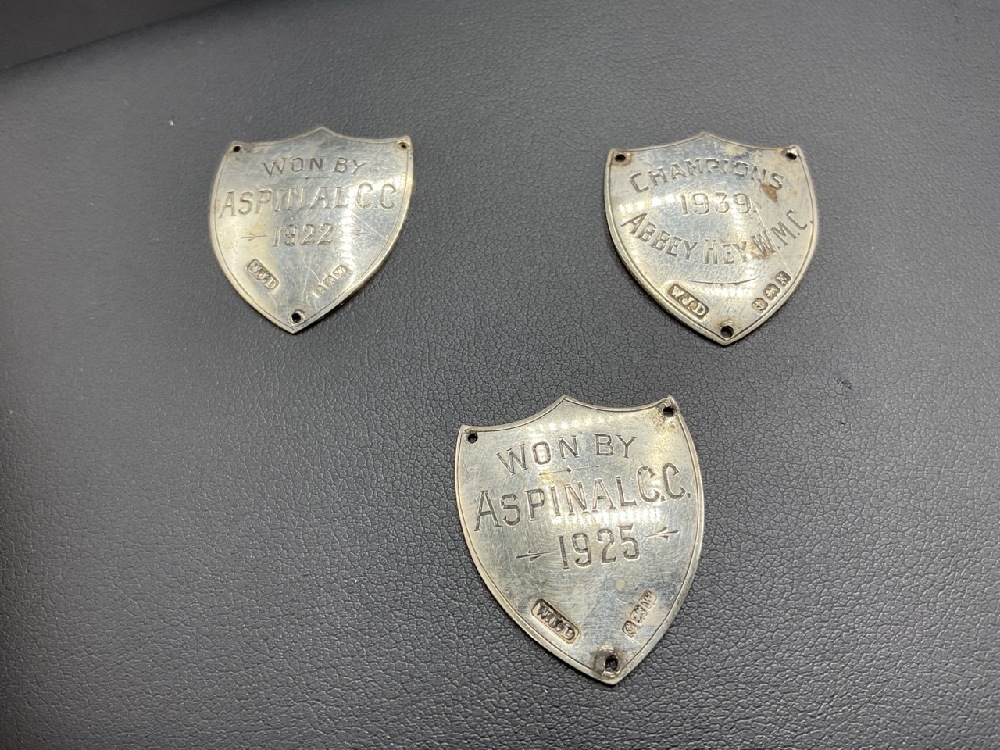 WON BY
ASPINAL C.C
1922
W.J.D
CHAMPIONS
1939
ABBEY HEY W.M.C.
W.J.D
WON BY
ASPINAL C.C.
1925
W.J.D